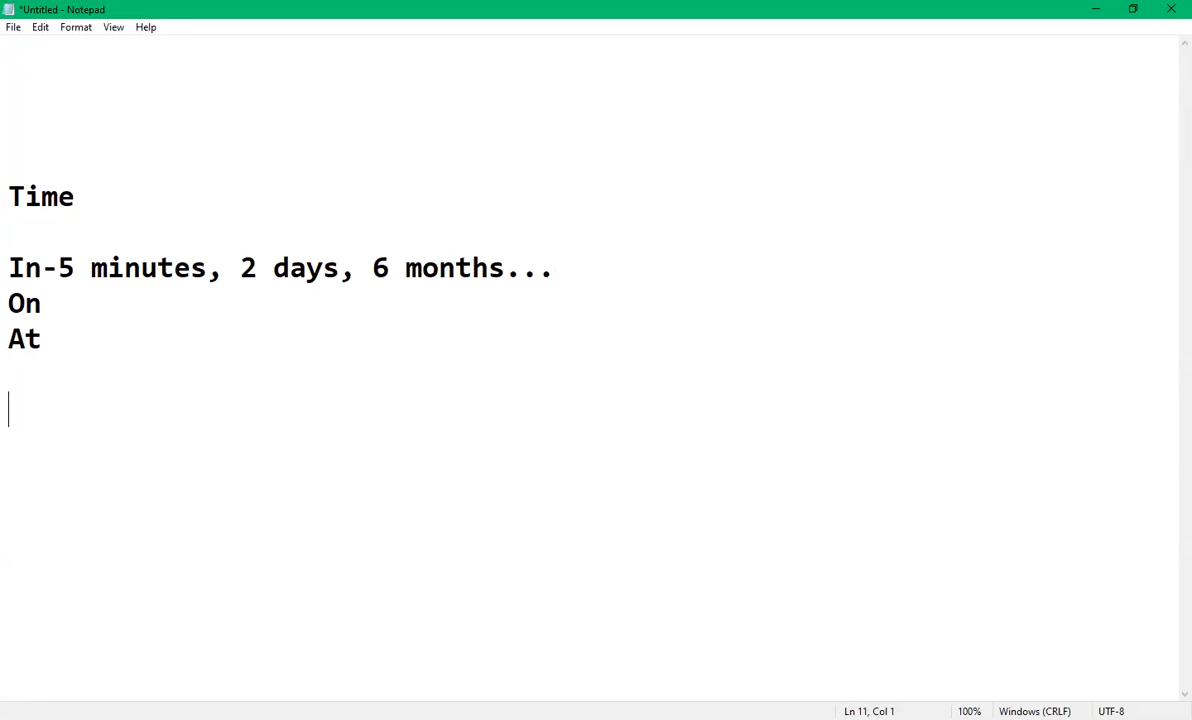 *Untitled - Notepad
File Edit Format View Help
Time
In-5 minutes, 2 days, 6 months...
On
At
Ln 11, Col 1 100% Windows (CRLF) UTF-8